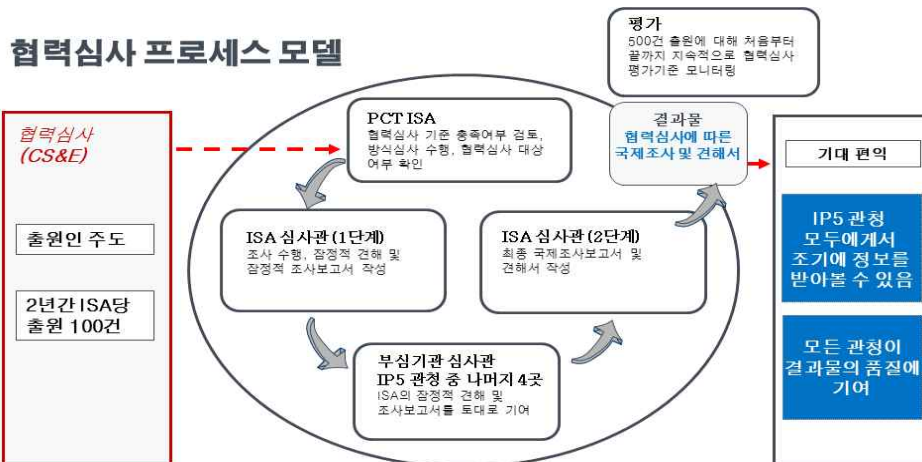 협력심사 프로세스 모델
평가
500건 출원에 대해 처음부터
끝까지 지속적으로 협력심사
평가기준 모니터링
협력심사
(CS&E)
출원인 주도
2년간 ISA당
출원 100건
PCT ISA
협력심사 기준 충족여부 검토,
방식심사 수행, 협력심사 대상
여부 확인
결과물
협력심사에 따른
국제조사 및 견해서
ISA 심사관 (1단계)
조사 수행, 잠정적 견해 및
잠정적 조사보고서 작성
ISA 심사관 (2단계)
최종 국제조사보고서 및
견해서 작성
부심기관 심사관
IP5 관청 중 나머지 4곳
ISA의 잠정적 견해 및
조사보고서를 토대로 기여
기대 편익
IP5 관청
모두에게서
조기에 정보를
받아볼 수 있음
모든 관청이
결과물의 품질에
기여